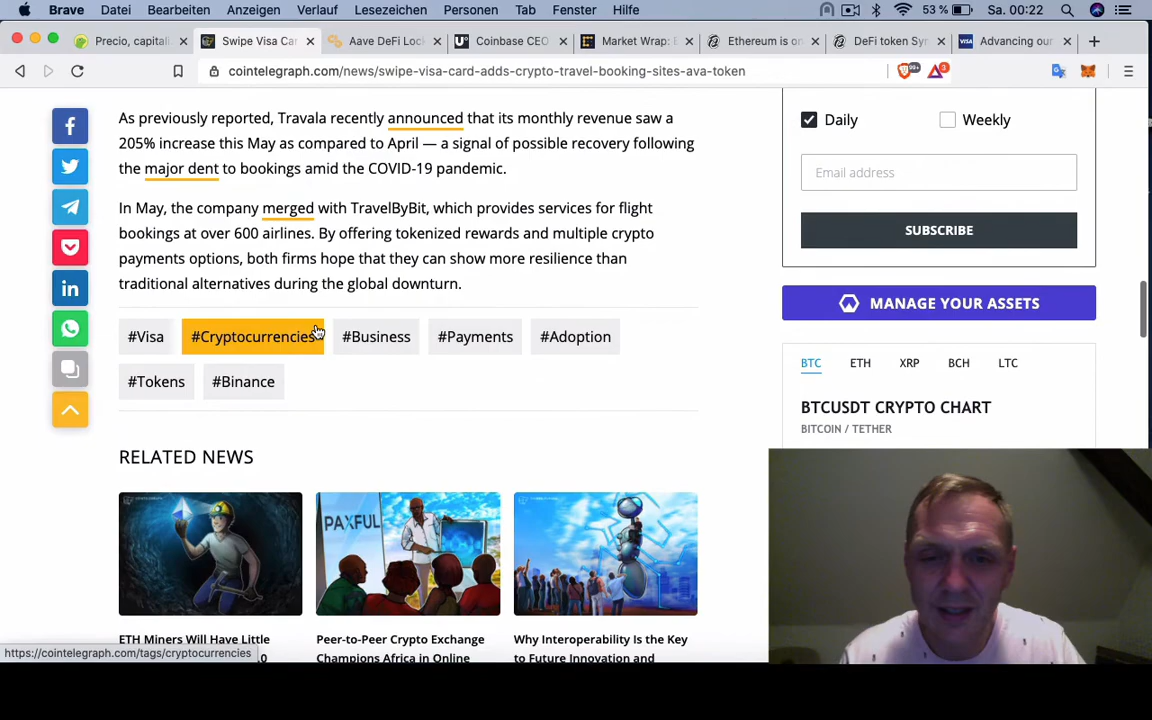 Brave Datei Bearbeiten Anzeigen Verlauf Lesezeichen Personen Tab Fenster Hilfe 53 % Sa. 00:22
Precio, capitali Swipe Visa Car Aave DeFi Loc Coinbase CEO Market Wrap: E Ethereum is on DeFi token Sy Advancing our
cointelegraph.com/news/swipe-visa-card-adds-crypto-travel-booking-sites-ava-token 99+ 3
As previously reported, Travala recently announced that its monthly revenue saw a
205% increase this May as compared to April — a signal of possible recovery following
the major dent to bookings amid the COVID-19 pandemic.
In May, the company merged with TravelByBit, which provides services for flight
bookings at over 600 airlines. By offering tokenized rewards and multiple crypto
payments options, both firms hope that they can show more resilience than
traditional alternatives during the global downturn.
#Visa #Cryptocurrencies #Business #Payments #Adoption
#Tokens #Binance
RELATED NEWS
PAXFUL
ETH Miners Will Have Little
Peer-to-Peer Crypto Exchange
Champions Africa in Online
Why Interoperability Is the Key
to Future Innovation and
https://cointelegraph.com/tags/cryptocurrencies
Daily Weekly
Email address
SUBSCRIBE
MANAGE YOUR ASSETS
BTC ETH XRP BCH LTC
BTCUSDT CRYPTO CHART
BITCOIN / TETHER